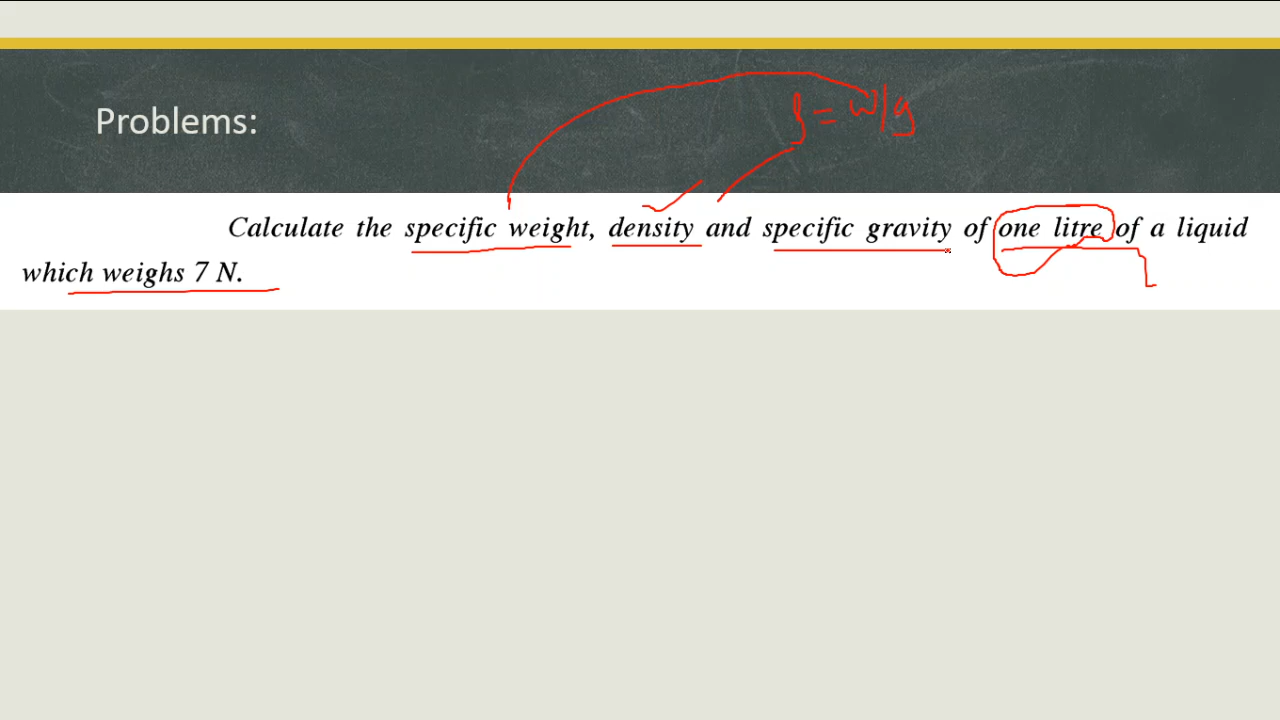 Problems:
ρ = w/g
Calculate the specific weight, density and specific gravity of one litre of a liquid
which weighs 7 N.